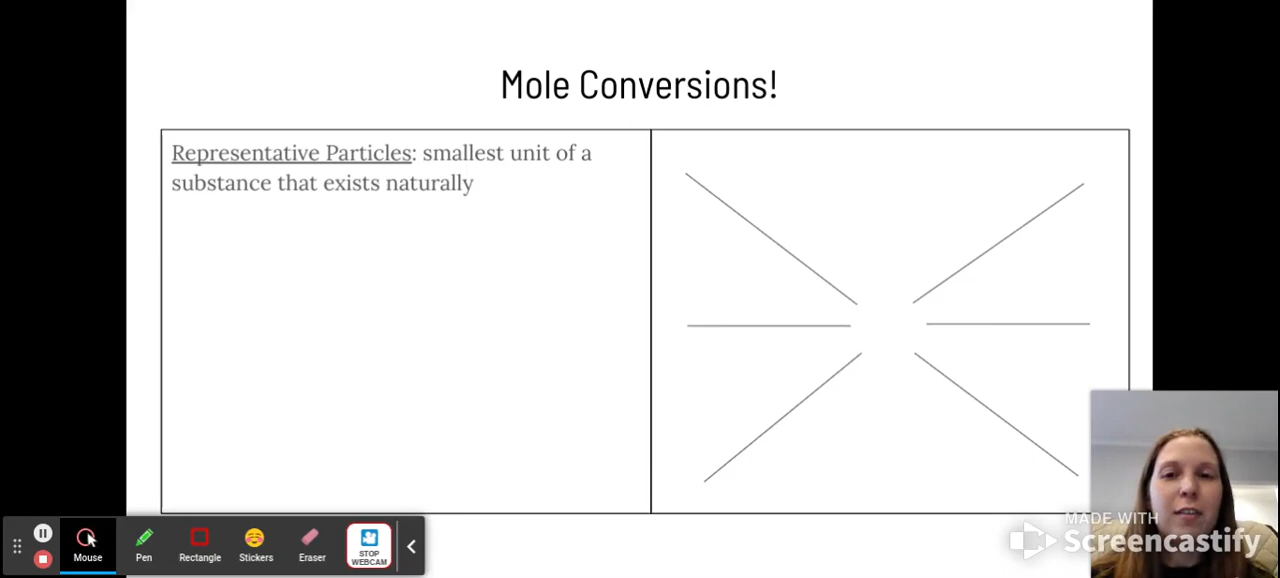 Mole Conversions!
Representative Particles: smallest unit of a
substance that exists naturally
Mouse
Pen
Rectangle
Stickers
Eraser
STOP
WEBCAM
MADE WITH
Screencastify